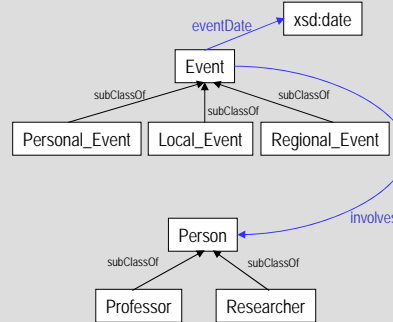 xsd:date
eventDate
Event
subClassOf
subClassOf
subClassOf
Personal_Event
Local_Event
Regional_Event
involves
Person
subClassOf
subClassOf
Professor
Researcher